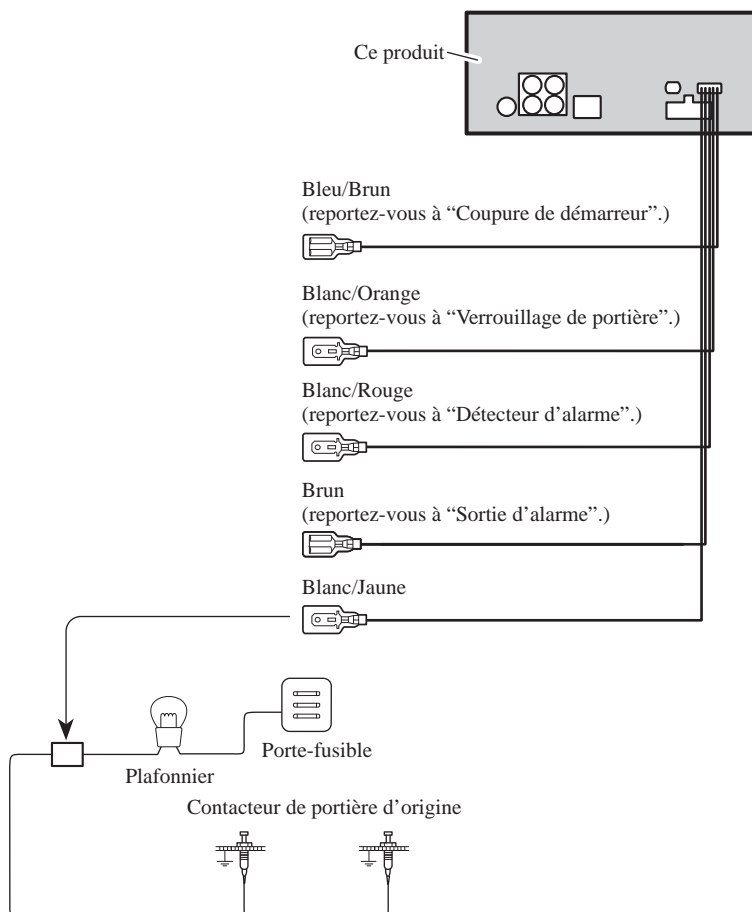 Ce produit
Bleu/Brun
(reportez-vous à “Coupure de démarreur”.)
Blanc/Orange
(reportez-vous à “Verrouillage de portière”.)
Blanc/Rouge
(reportez-vous à “Détecteur d’alarme”.)
Brun
(reportez-vous à “Sortie d’alarme”.)
Blanc/Jaune
Porte-fusible
Plafonnier
Contacteur de portière d’origine